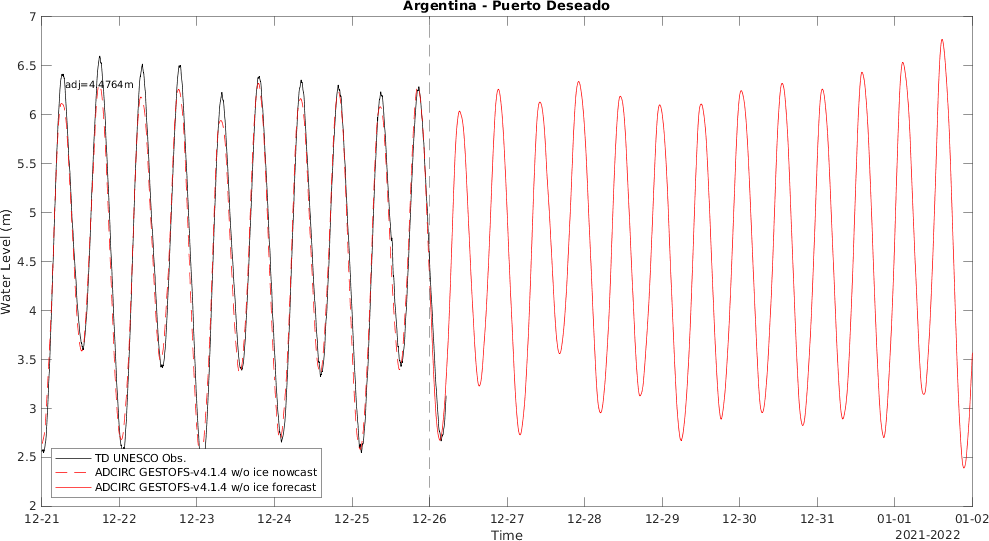 Argentina - Puerto Deseado
7
6.5
6
5.5
5
4.5
4
3.5
3
2.5
2
Water Level (m)
adj=4.4764m
TD UNESCO Obs.
ADCIRC GESTOFS-v4.1.4 w/o ice nowcast
ADCIRC GESTOFS-v4.1.4 w/o ice forecast
12-21 12-22 12-23 12-24 12-25 12-26 12-27 12-28 12-29 12-30 12-31 01-01 01-02
Time
2021-2022